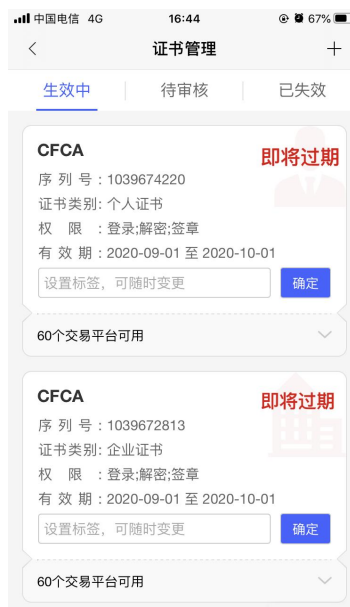 中国电信 4G 16:44 67%
证书管理
生效中 待审核 已失效
CFCA 即将过期
序 列 号 : 1039674220
证书类别: 个人证书
权 限 : 登录;解密;签章
有 效 期 : 2020-09-01 至 2020-10-01
设置标签，可随时变更 确定
60个交易平台可用
CFCA 即将过期
序 列 号 : 1039672813
证书类别: 企业证书
权 限 : 登录;解密;签章
有 效 期 : 2020-09-01 至 2020-10-01
设置标签，可随时变更 确定
60个交易平台可用